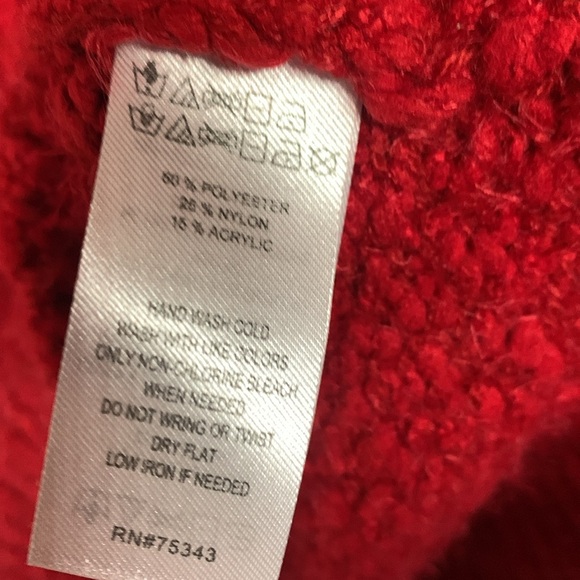 60 % POLYESTER
25 % NYLON
15 % ACRYLIC
HAND WASH COLD
WASH WITH LIKE COLORS
ONLY NON-CHLORINE BLEACH
WHEN NEEDED
DO NOT WRING OR TWIST
DRY FLAT
LOW IRON IF NEEDED
RN#75343